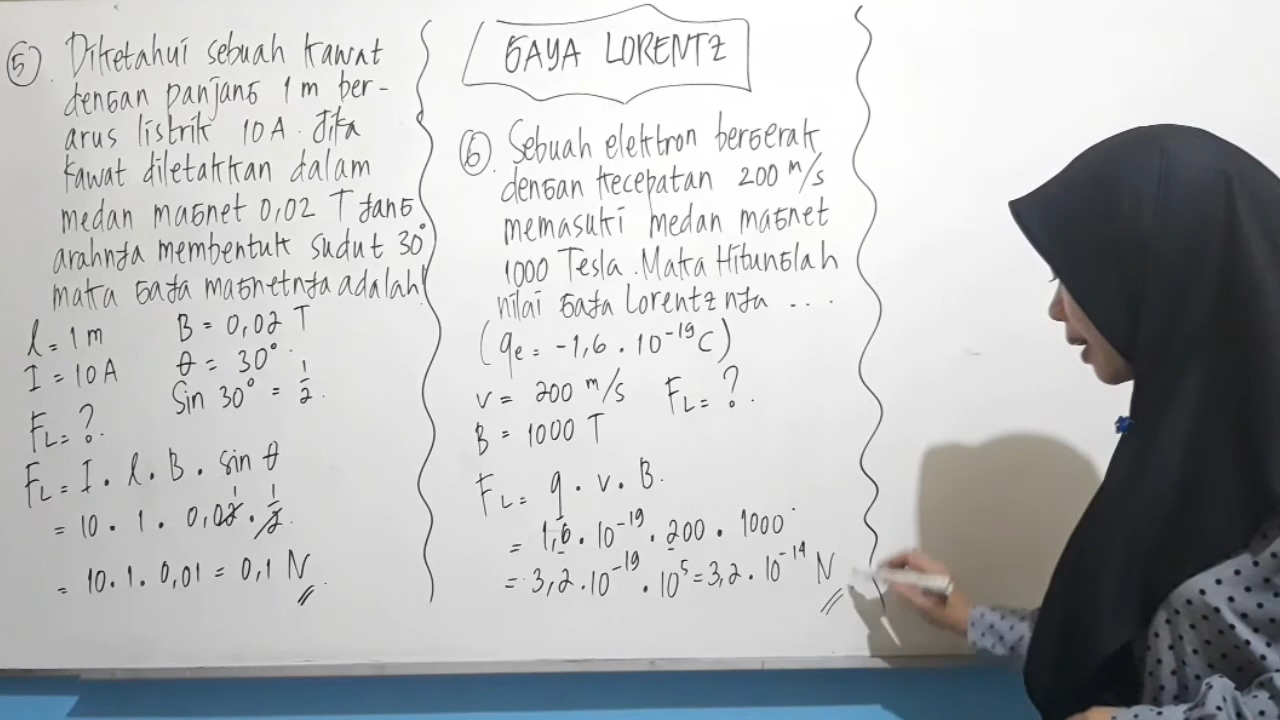 5. Diketahui sebuah kawat
dengan panjang 1 m ber-
arus listrik 10 A. Jika
kawat diletakkan dalam
medan magnet 0,02 T yang
arahnya membentuk sudut 30°
maka gaya magnetnya adalah!
l = 1 m B = 0,02 T
I = 10 A θ = 30°.
Sin 30° = 1/2.
FL = ?
FL = I . l . B . sin θ
= 10 . 1 . 0,02 . 1/2.
= 10 . 1 . 0,01 = 0,1 N
GAYA LORENTZ
6. Sebuah elektron bergerak
dengan kecepatan 200 m/s
memasuki medan magnet
1000 Tesla. Maka Hitunglah
nilai gaya Lorentznya ....
(qe = -1,6 . 10⁻¹⁹ C)
v = 200 m/s FL = ?
B = 1000 T
FL = q . v . B.
= 1,6 . 10⁻¹⁹ . 200 . 1000
= 3,2 . 10⁻¹⁹ . 10⁵ = 3,2 . 10⁻¹⁴ N